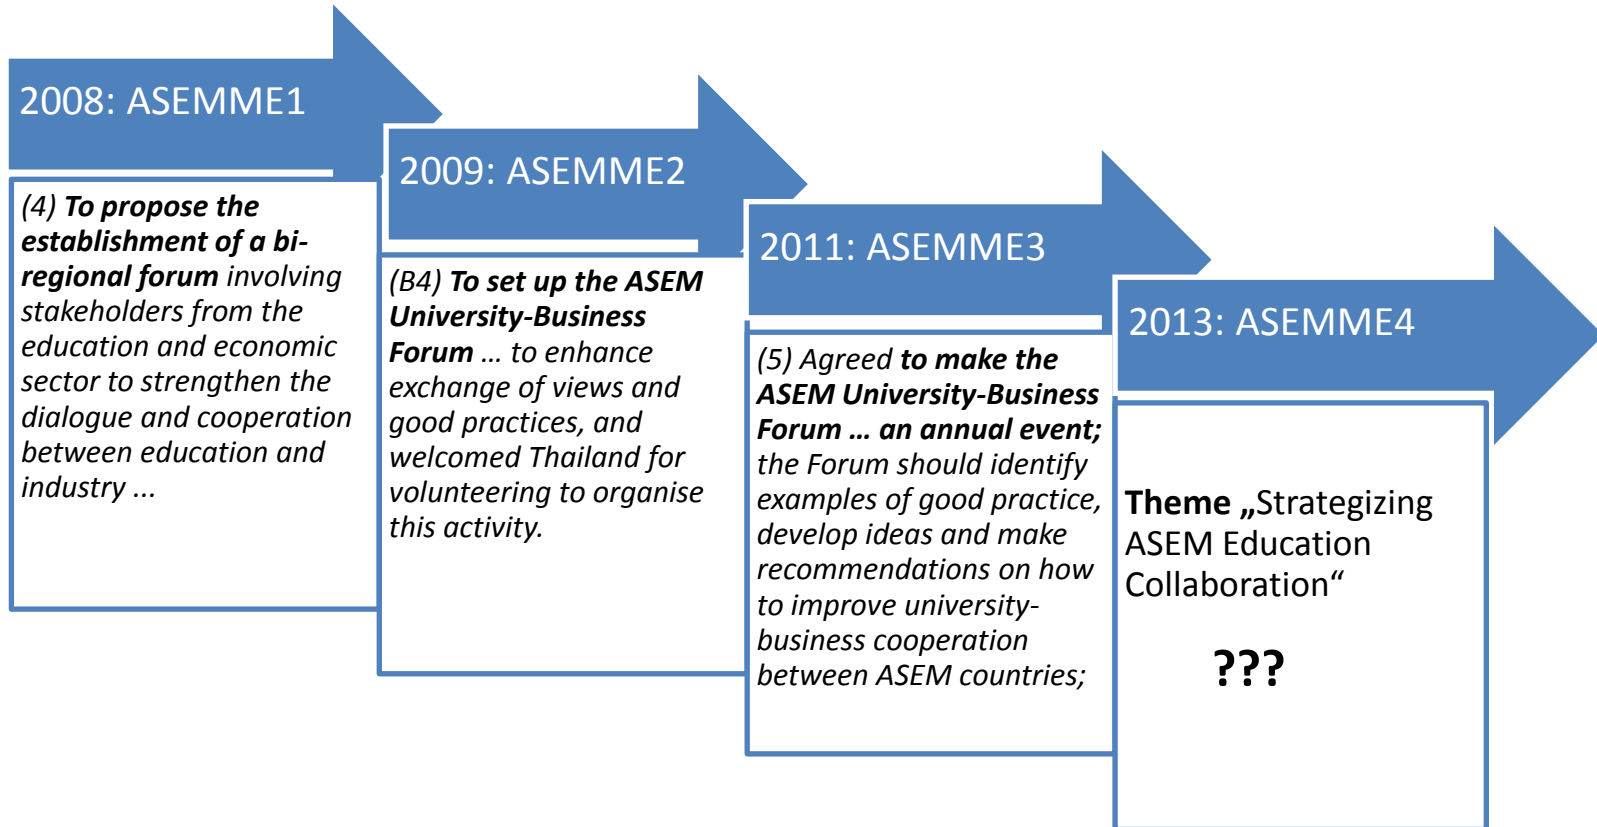 2008: ASEMME1
(4) To propose the
establishment of a bi-
regional forum involving
stakeholders from the
education and economic
sector to strengthen the
dialogue and cooperation
between education and
industry ...
2009: ASEMME2
(B4) To set up the ASEM
University-Business
Forum ... to enhance
exchange of views and
good practices, and
welcomed Thailand for
volunteering to organise
this activity.
2011: ASEMME3
(5) Agreed to make the
ASEM University-Business
Forum ... an annual event;
the Forum should identify
examples of good practice,
develop ideas and make
recommendations on how
to improve university-
business cooperation
between ASEM countries;
2013: ASEMME4
Theme „Strategizing
ASEM Education
Collaboration“
???